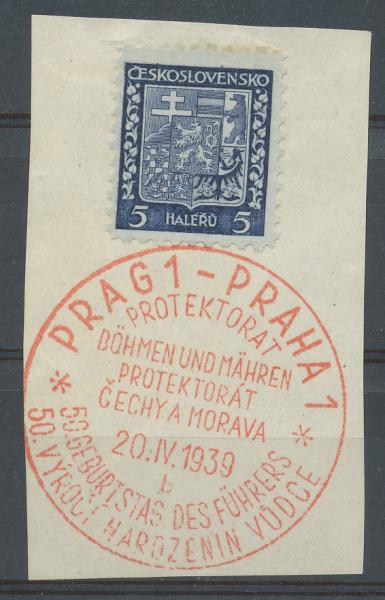 ČESKOSLOVENSKO
5 HALEŘŮ 5
* PRAG 1 - PRAHA 1 *
PROTEKTORAT
BÖHMEN UND MÄHREN
PROTEKTORÁT
ČECHY A MORAVA
20.IV.1939
b
50. GEBURTSTAG DES FÜHRERS
50. VÝROČÍ NAROZENIN VŮDCE